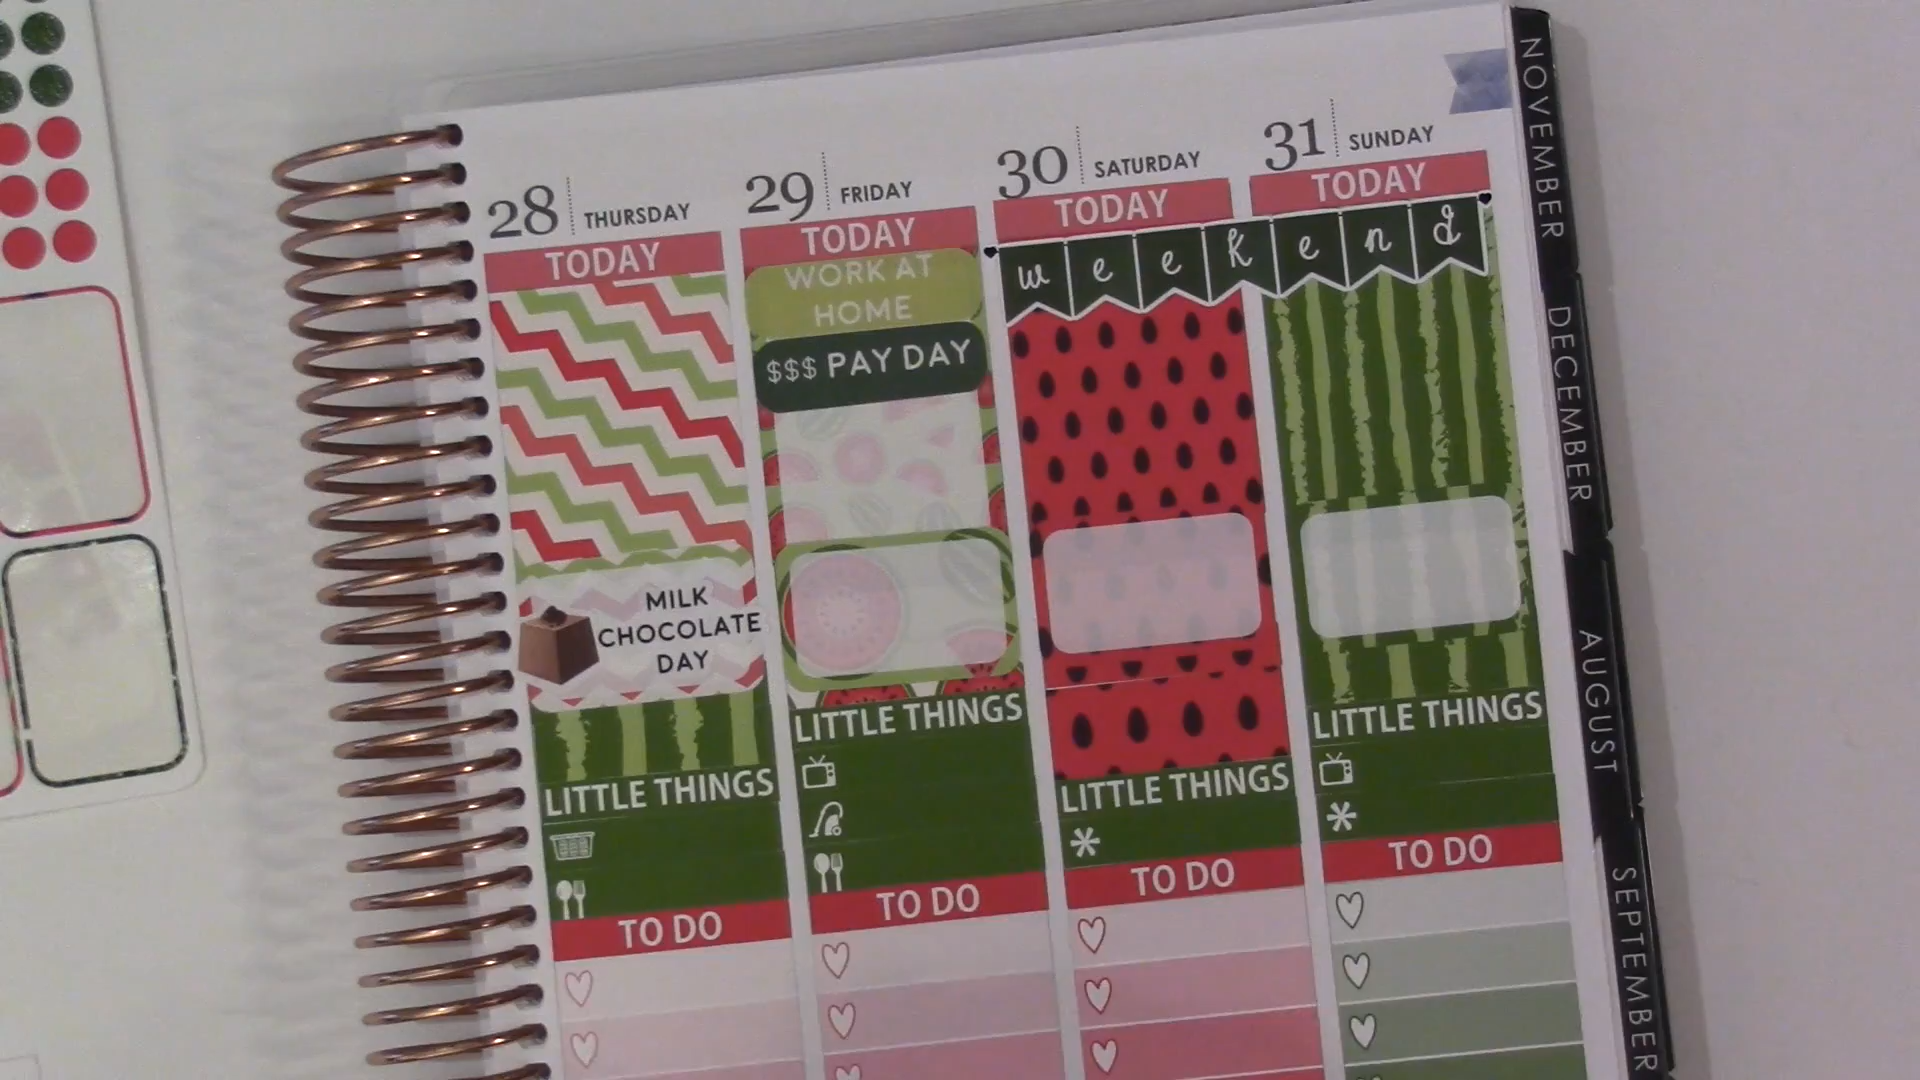 28 THURSDAY
TODAY
MILK
CHOCOLATE
DAY
LITTLE THINGS
TO DO
29 FRIDAY
TODAY
WORK AT
HOME
$$$ PAY DAY
LITTLE THINGS
TO DO
30 SATURDAY
TODAY
weekend
LITTLE THINGS
TO DO
31 SUNDAY
TODAY
LITTLE THINGS
TO DO
NOVEMBER
DECEMBER
AUGUST
SEPTEMBER